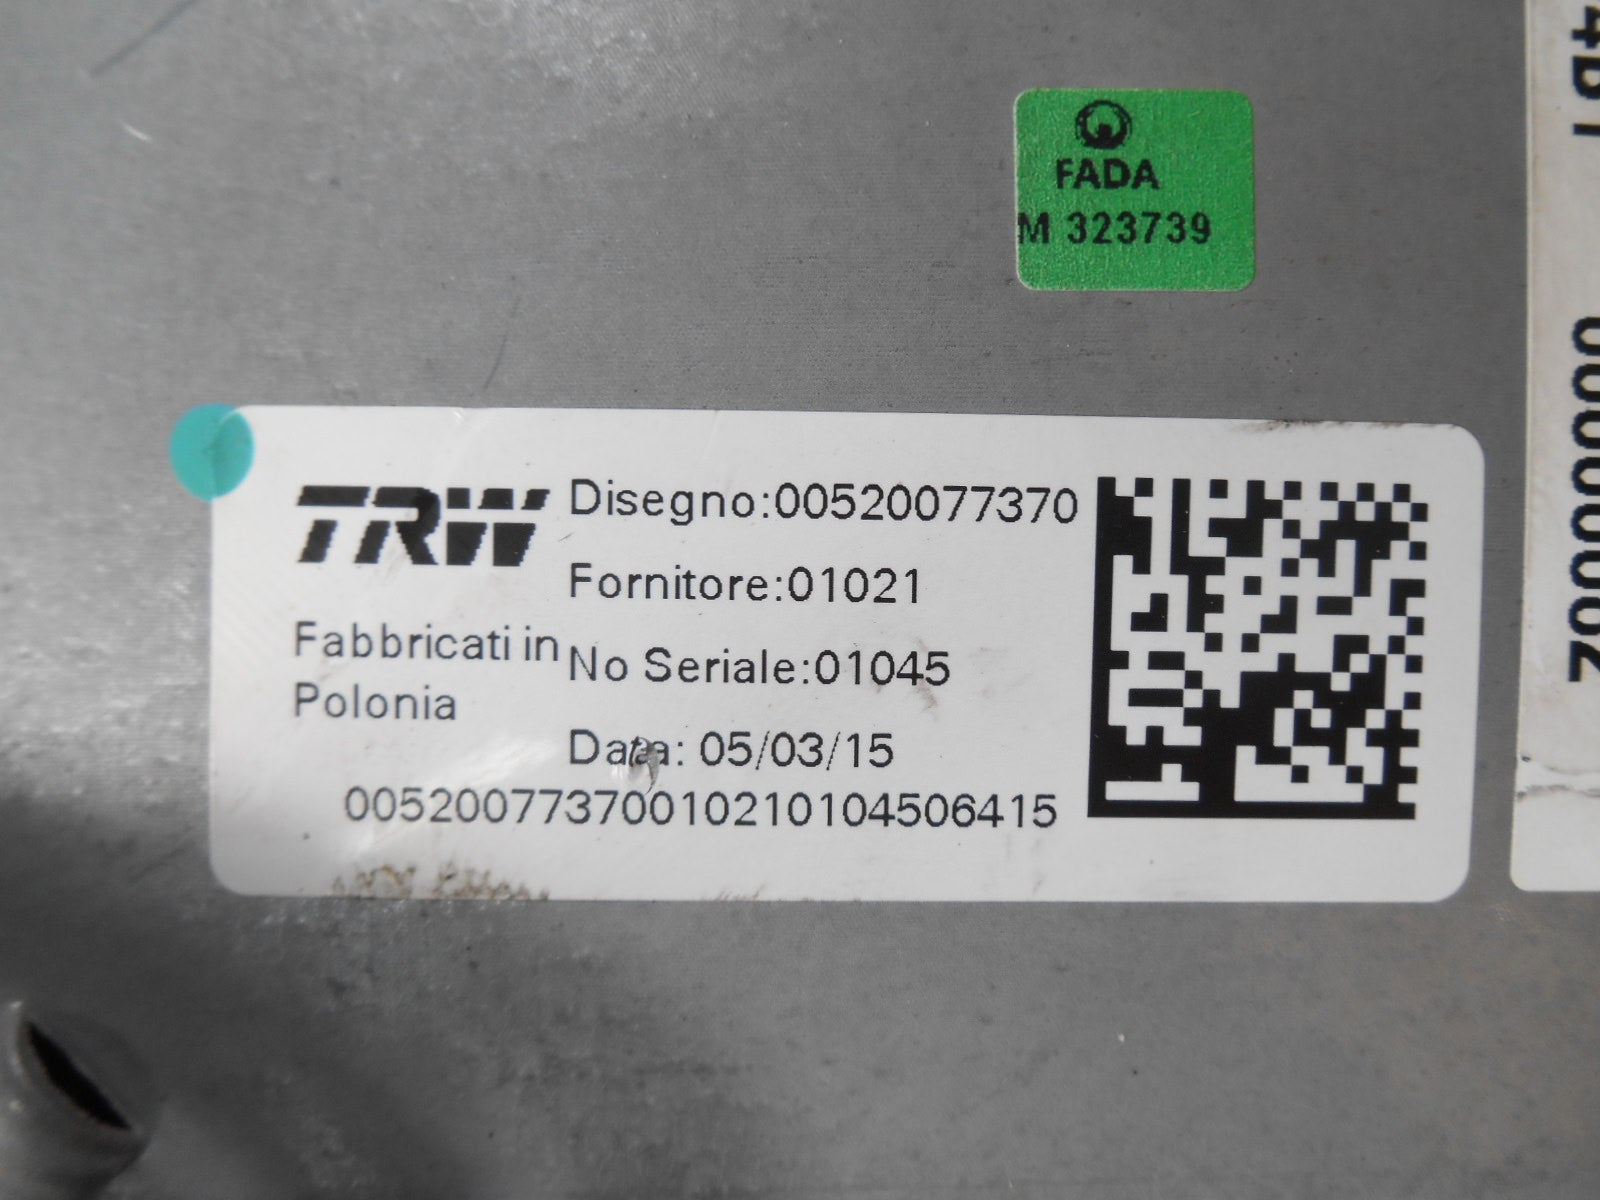 FADA
M 323739
TRW
Disegno:00520077370
Fornitore:01021
Fabbricati in
Polonia
No Seriale:01045
Data: 05/03/15
00520077370010210104506415